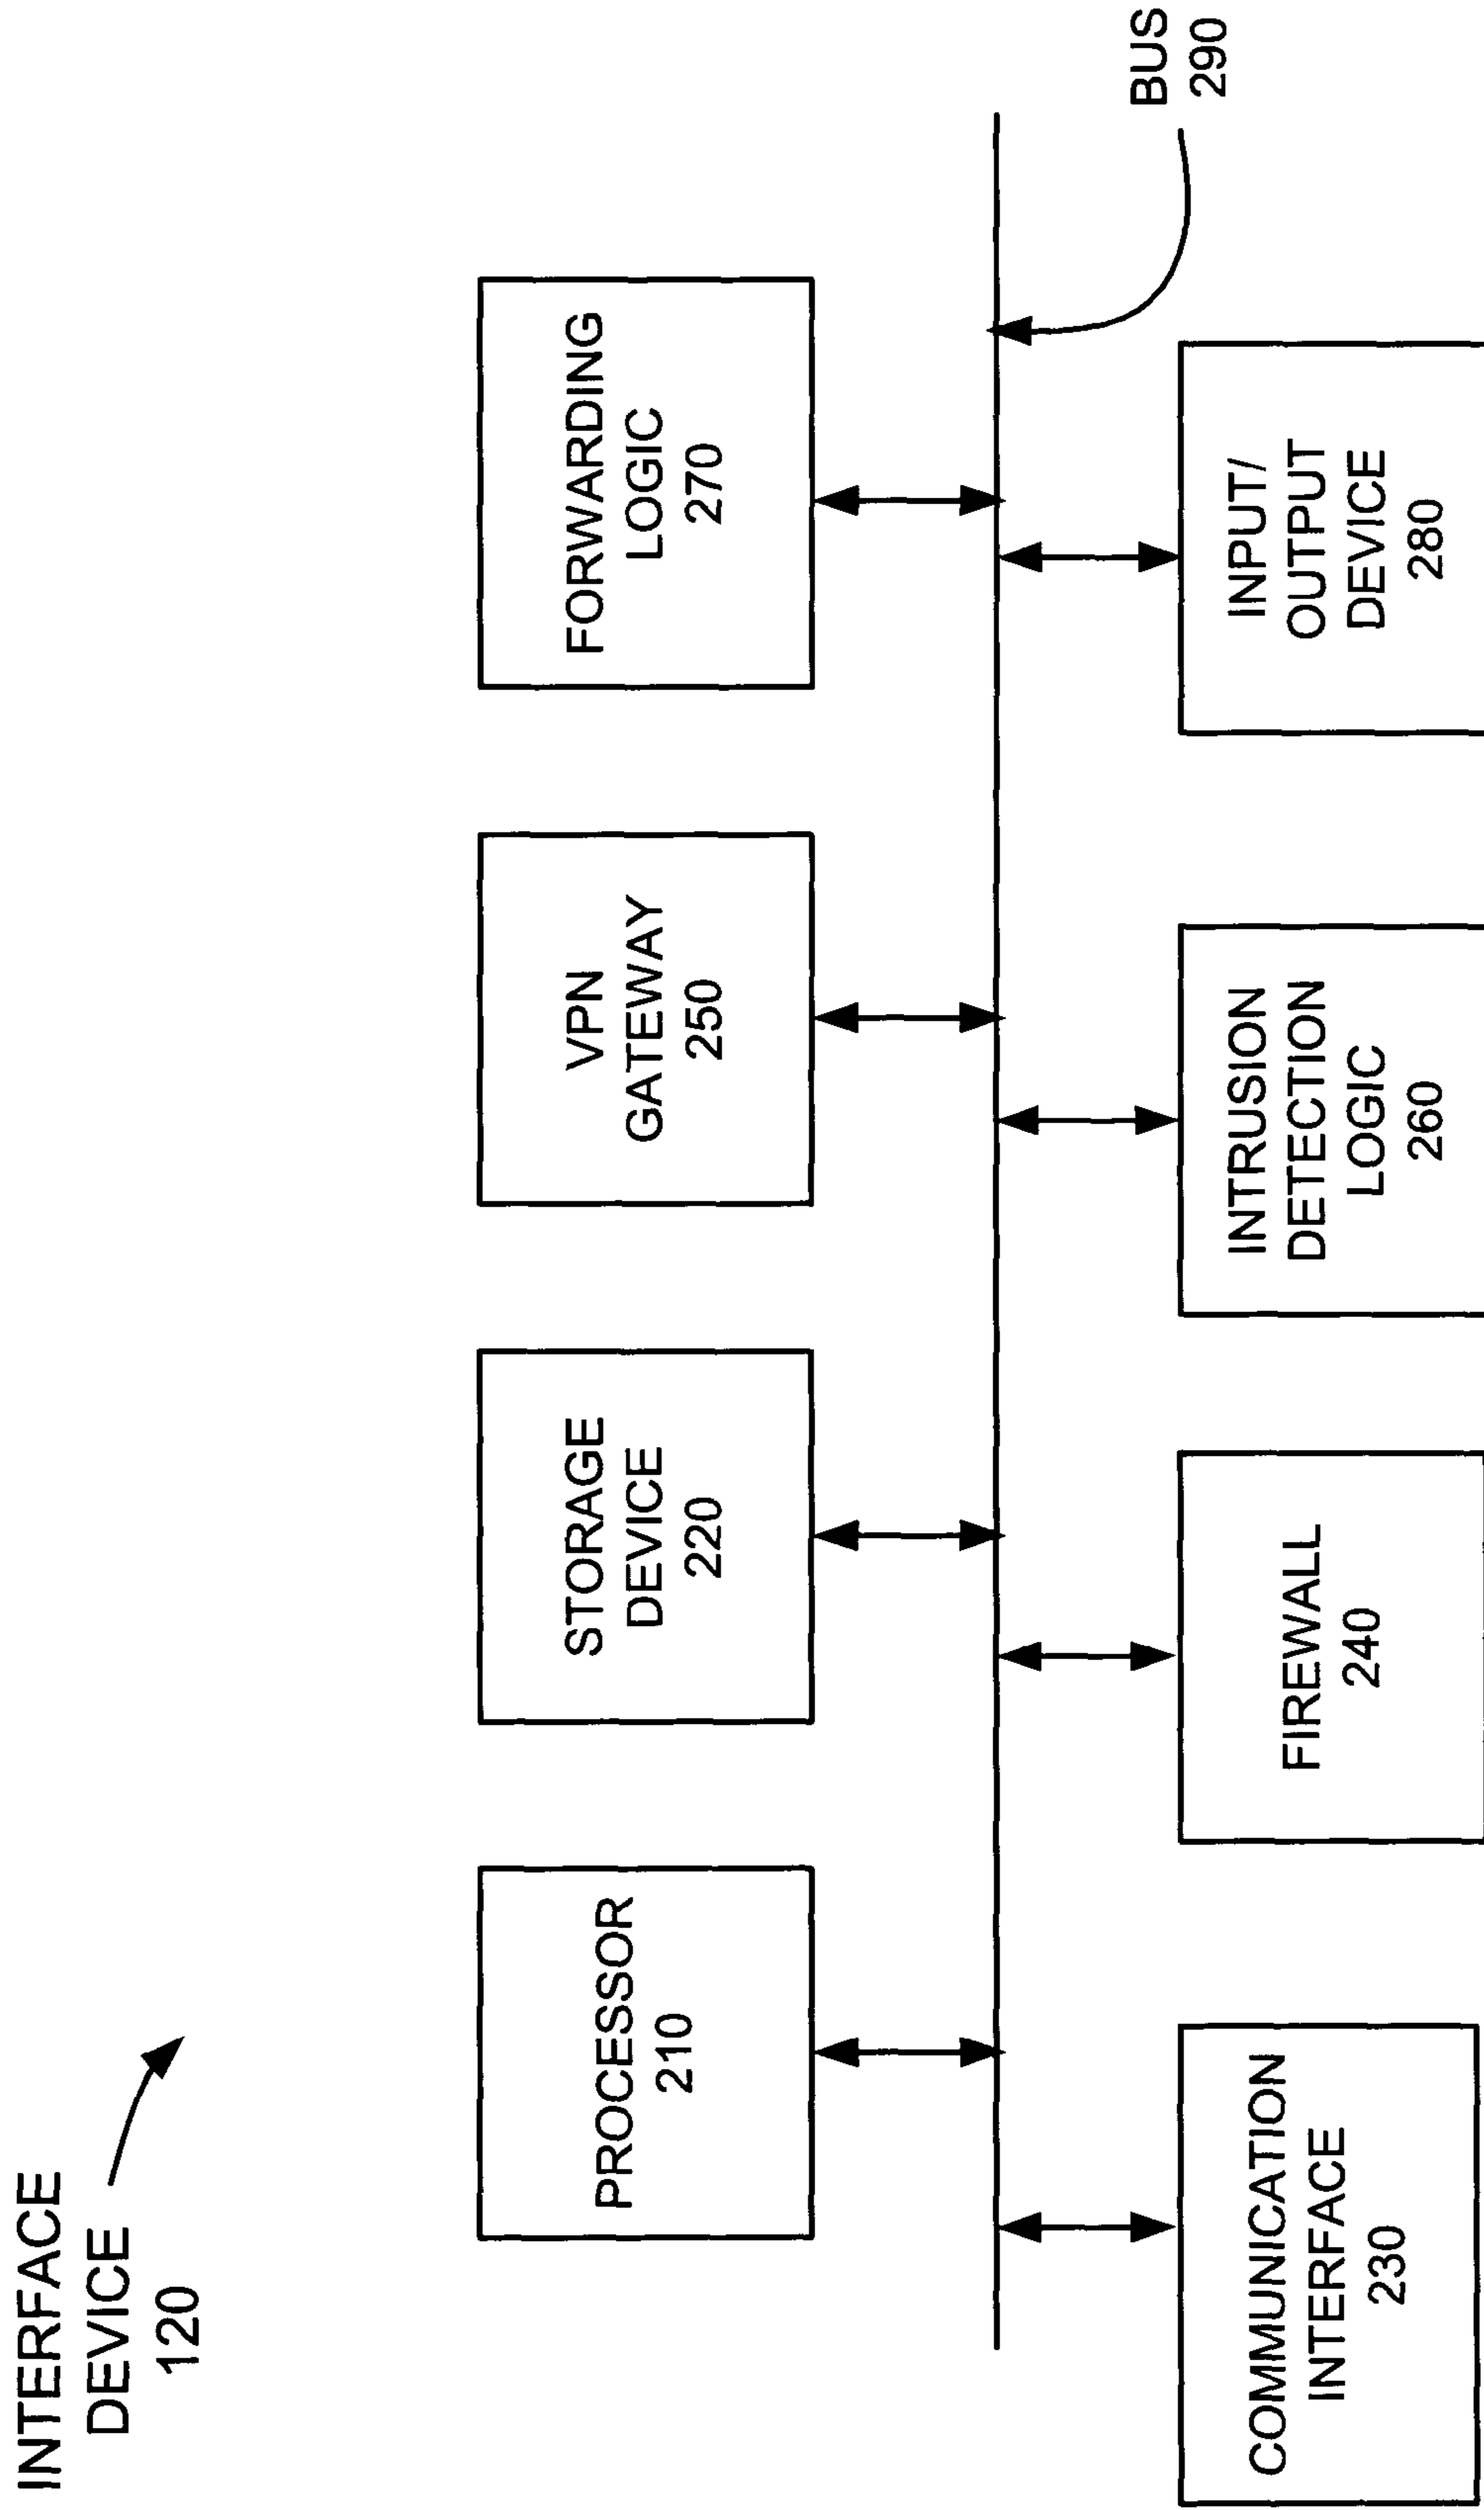 INTERFACE
DEVICE
120
PROCESSOR
210
STORAGE
DEVICE
220
VPN
GATEWAY
250
FORWARDING
LOGIC
270
BUS
290
COMMUNICATION
INTERFACE
230
FIREWALL
240
INTRUSION
DETECTION
LOGIC
260
INPUT/
OUTPUT
DEVICE
280